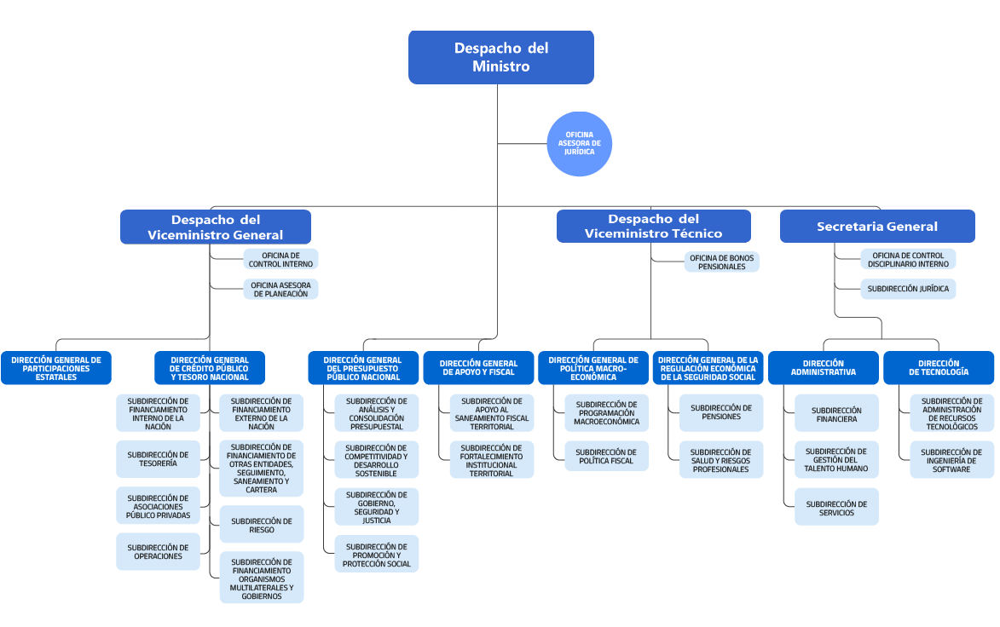 Despacho del
Ministro
OFICINA
ASESORA DE
JURÍDICA
Despacho del
Viceministro General
OFICINA DE
CONTROL INTERNO
OFICINA ASESORA
DE PLANEACIÓN
Despacho del
Viceministro Técnico
OFICINA DE BONOS
PENSIONALES
Secretaria General
OFICINA DE CONTROL
DISCIPLINARIO INTERNO
SUBDIRECCIÓN JURÍDICA
DIRECCIÓN GENERAL DE
PARTICIPACIONES
ESTATALES
DIRECCIÓN GENERAL
DE CRÉDITO PÚBLICO
Y TESORO NACIONAL
SUBDIRECCIÓN DE
FINANCIAMIENTO
INTERNO DE LA
NACIÓN
SUBDIRECCIÓN DE
TESORERÍA
SUBDIRECCIÓN DE
ASOCIACIONES
PÚBLICO PRIVADAS
SUBDIRECCIÓN DE
OPERACIONES
SUBDIRECCIÓN DE
FINANCIAMIENTO
EXTERNO DE LA
NACIÓN
SUBDIRECCIÓN DE
FINANCIAMIENTO DE
OTRAS ENTIDADES,
SEGUIMIENTO,
SANEAMIENTO Y
CARTERA
SUBDIRECCIÓN DE
RIESGO
SUBDIRECCIÓN DE
FINANCIAMIENTO
ORGANISMOS
MULTILATERALES Y
GOBIERNOS
DIRECCIÓN GENERAL
DEL PRESUPUESTO
PÚBLICO NACIONAL
SUBDIRECCIÓN DE
ANÁLISIS Y
CONSOLIDACIÓN
PRESUPUESTAL
SUBDIRECCIÓN DE
COMPETITIVIDAD Y
DESARROLLO
SOSTENIBLE
SUBDIRECCIÓN DE
GOBIERNO,
SEGURIDAD Y
JUSTICIA
SUBDIRECCIÓN DE
PROMOCIÓN Y
PROTECCIÓN SOCIAL
DIRECCIÓN GENERAL
DE APOYO Y FISCAL
SUBDIRECCIÓN DE
APOYO AL
SANEAMIENTO FISCAL
TERRITORIAL
SUBDIRECCIÓN DE
FORTALECIMIENTO
INSTITUCIONAL
TERRITORIAL
DIRECCIÓN GENERAL DE
POLÍTICA MACRO-
ECONÓMICA
SUBDIRECCIÓN DE
PROGRAMACIÓN
MACROECONÓMICA
SUBDIRECCIÓN DE
POLÍTICA FISCAL
DIRECCIÓN GENERAL DE LA
REGULACIÓN ECONÓMICA
DE LA SEGURIDAD SOCIAL
SUBDIRECCIÓN DE
PENSIONES
SUBDIRECCIÓN DE
SALUD Y RIESGOS
PROFESIONALES
DIRECCIÓN
ADMINISTRATIVA
SUBDIRECCIÓN
FINANCIERA
SUBDIRECCIÓN DE
GESTIÓN DEL
TALENTO HUMANO
SUBDIRECCIÓN DE
SERVICIOS
DIRECCIÓN
DE TECNOLOGÍA
SUBDIRECCIÓN DE
ADMINISTRACIÓN
DE RECURSOS
TECNOLÓGICOS
SUBDIRECCIÓN DE
INGENIERÍA DE
SOFTWARE